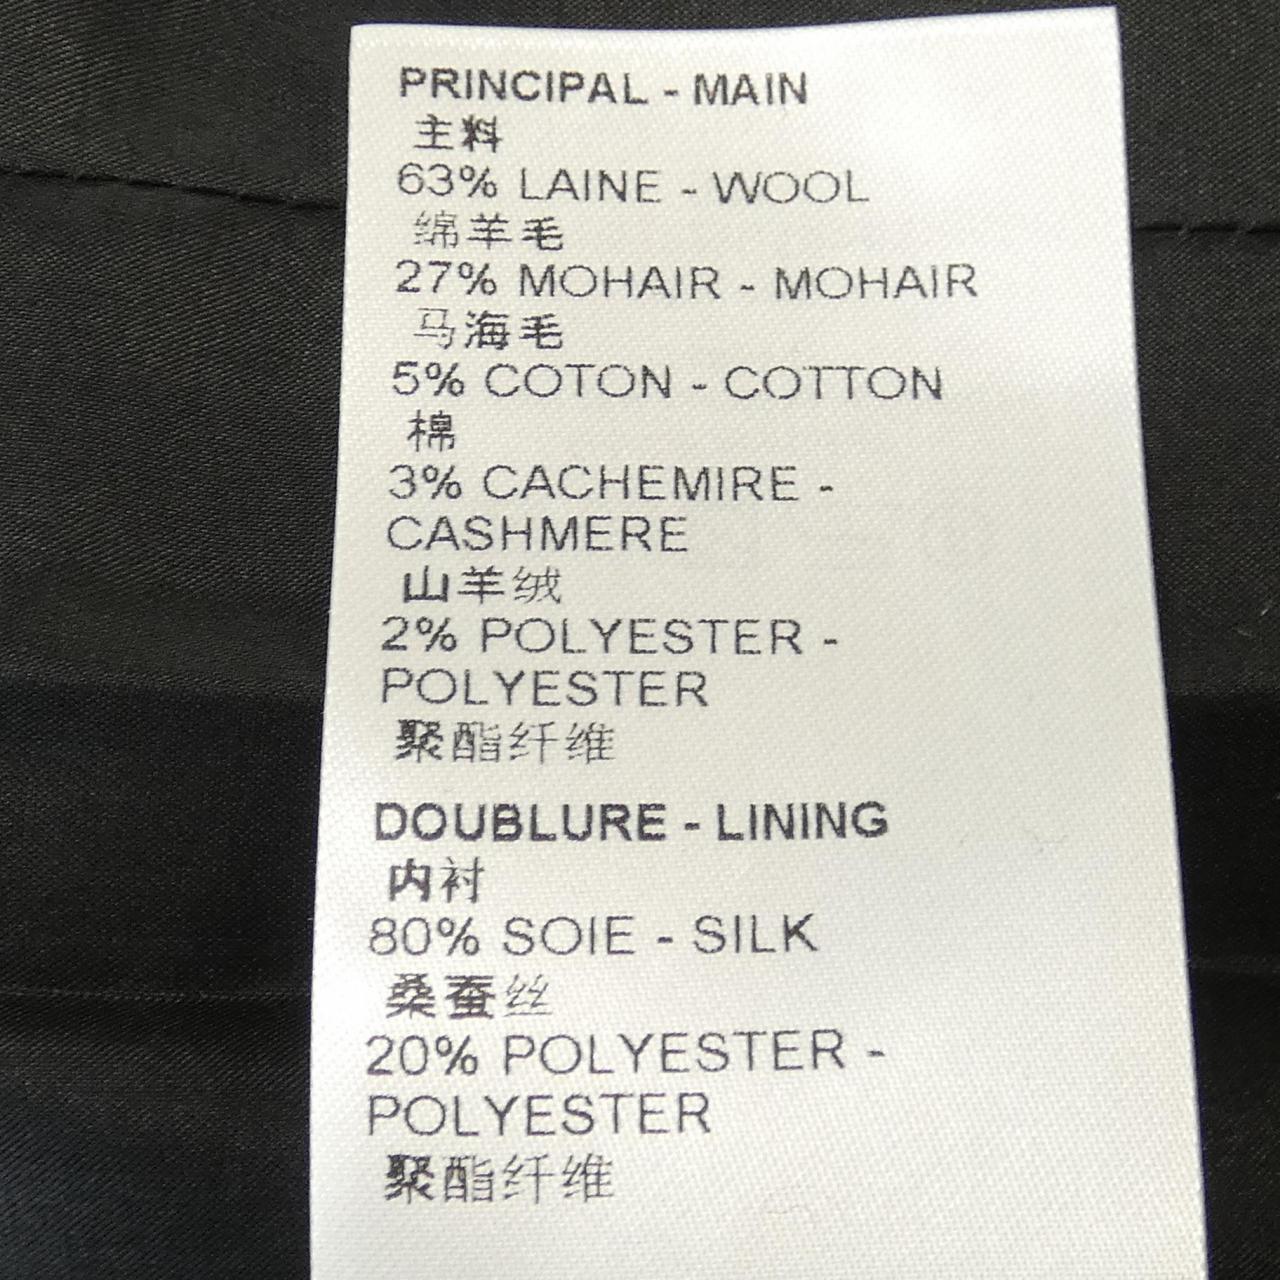 PRINCIPAL - MAIN
主料
63% LAINE - WOOL
绵羊毛
27% MOHAIR - MOHAIR
马海毛
5% COTON - COTTON
棉
3% CACHEMIRE -
CASHMERE
山羊绒
2% POLYESTER -
POLYESTER
聚酯纤维
DOUBLURE - LINING
内衬
80% SOIE - SILK
桑蚕丝
20% POLYESTER -
POLYESTER
聚酯纤维